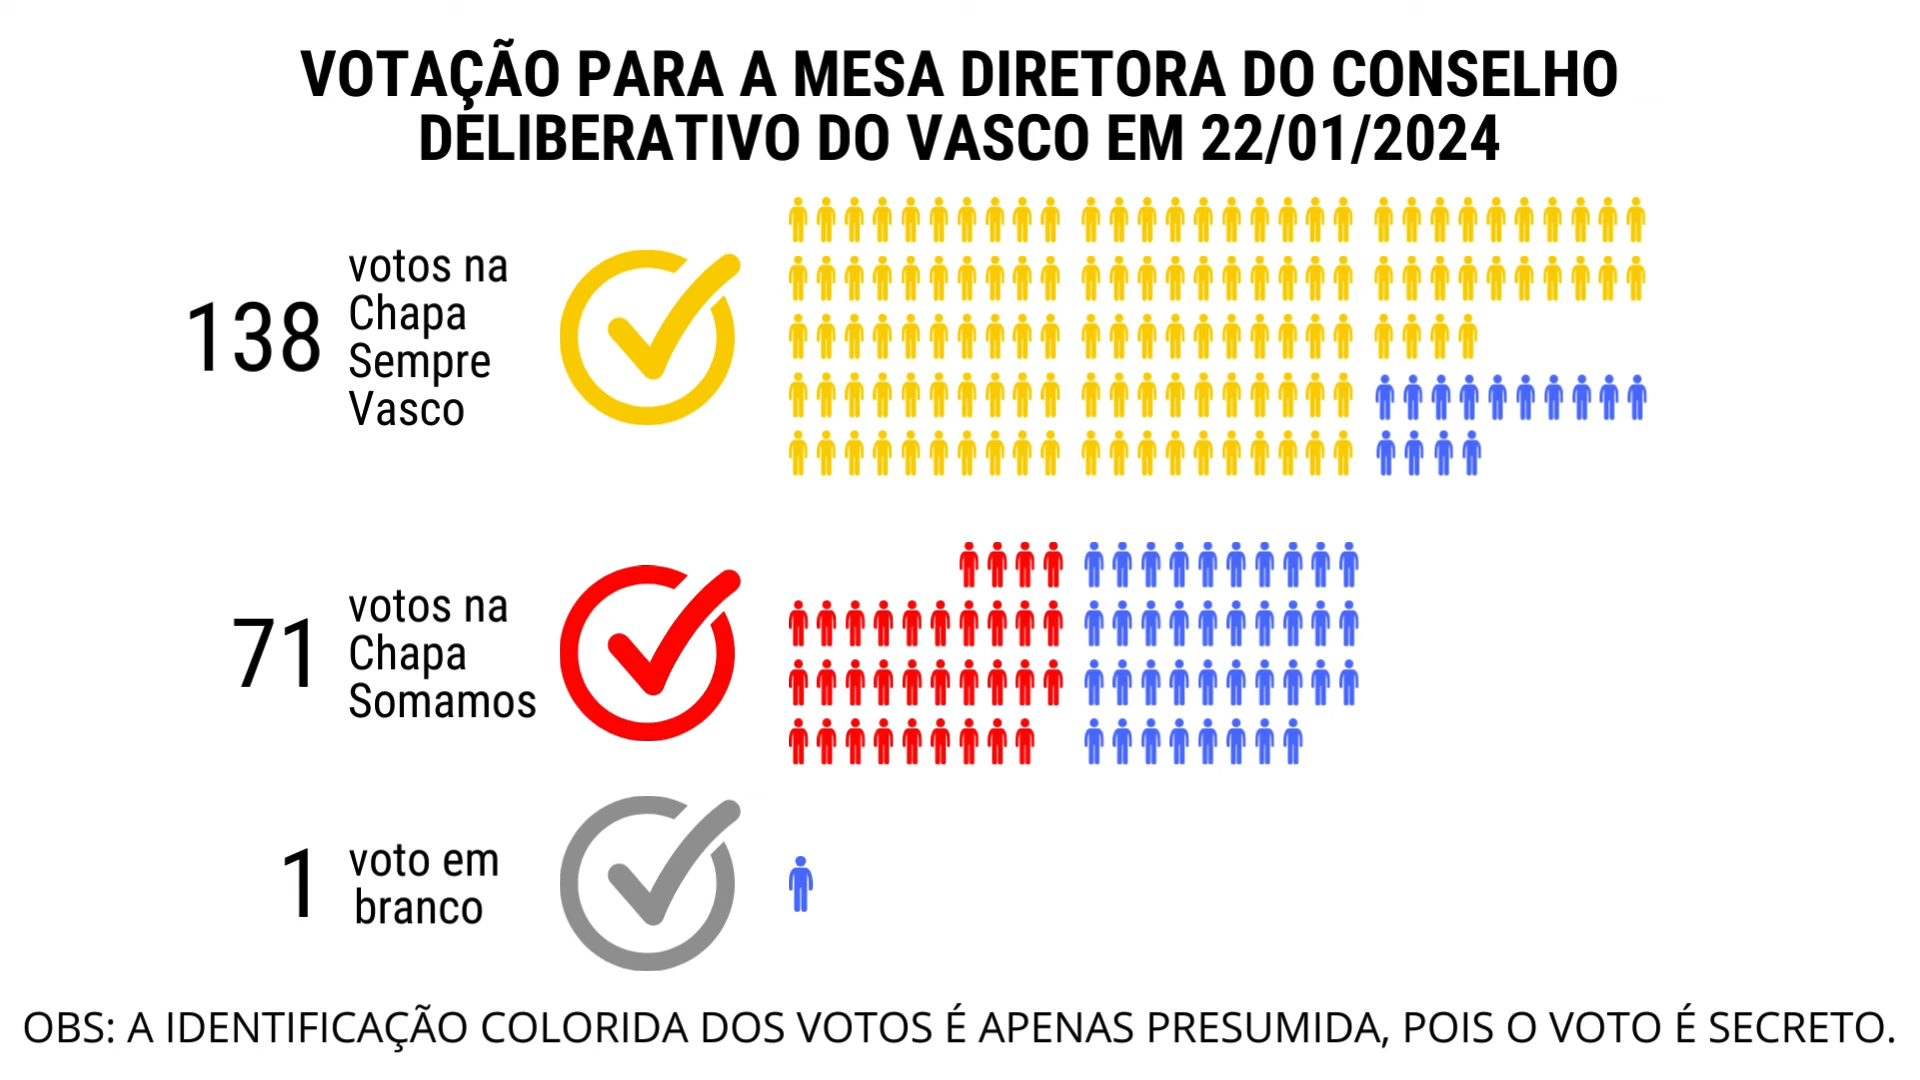 VOTAÇÃO PARA A MESA DIRETORA DO CONSELHO
DELIBERATIVO DO VASCO EM 22/01/2024
138
votos na
Chapa
Sempre
Vasco
71
votos na
Chapa
Somamos
1
voto em
branco
OBS: A IDENTIFICAÇÃO COLORIDA DOS VOTOS É APENAS PRESUMIDA, POIS O VOTO É SECRETO.